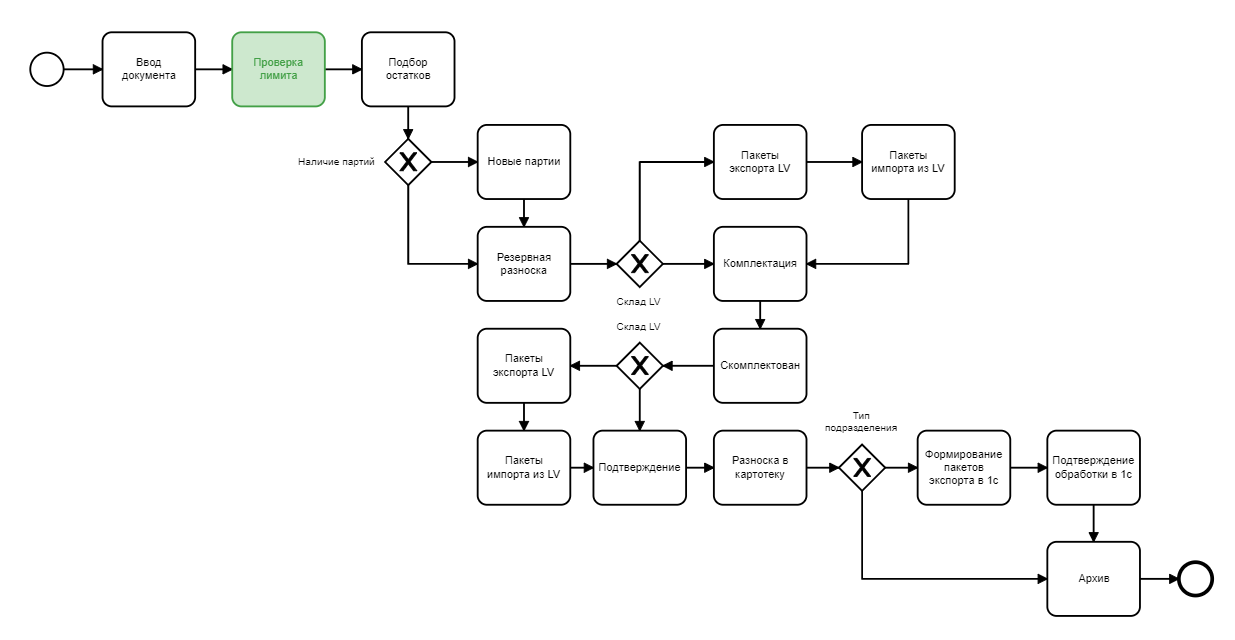 Ввод
документа
Проверка
лимита
Подбор
остатков
Наличие партий
Новые партии
Пакеты
экспорта LV
Пакеты
импорта из LV
Резервная
разноска
Комплектация
Склад LV
Склад LV
Пакеты
экспорта LV
Скомплектован
Тип
подразделения
Пакеты
импорта из LV
Подтверждение
Разноска в
картотеку
Формирование
пакетов
экспорта в 1с
Подтверждение
обработки в 1с
Архив